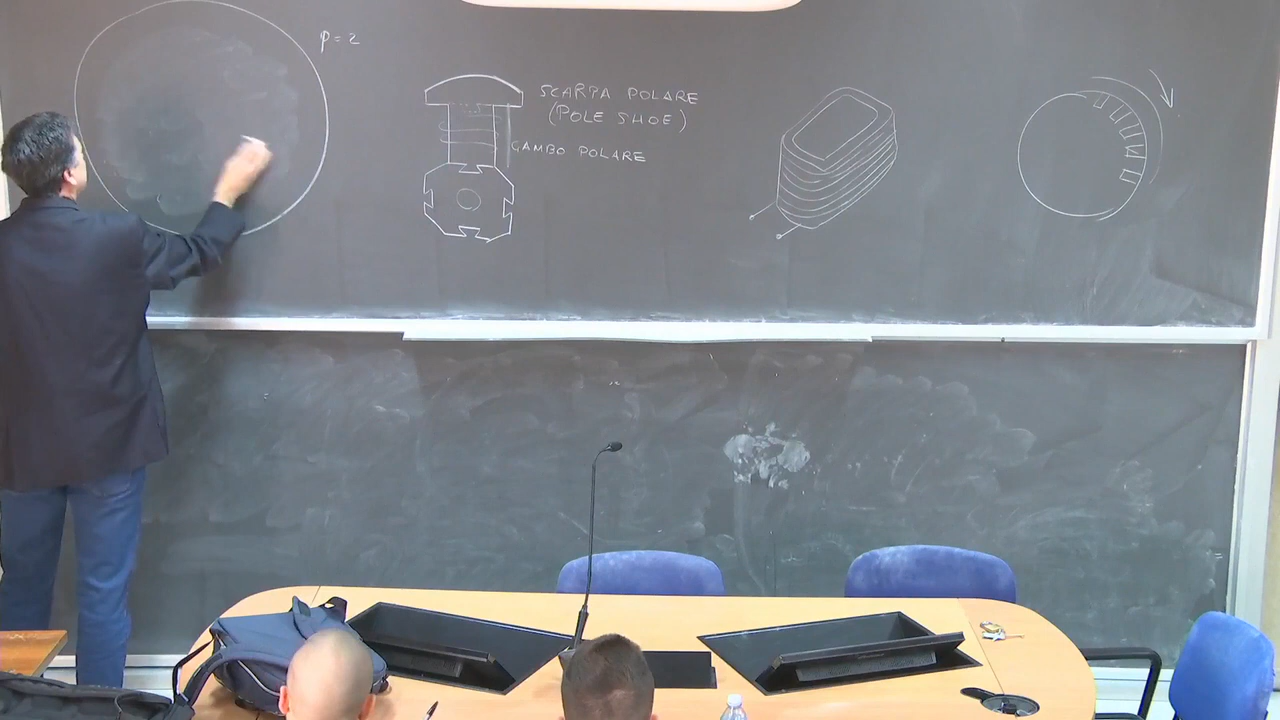 p = 2
SCARPA POLARE
(POLE SHOE)
GAMBO POLARE